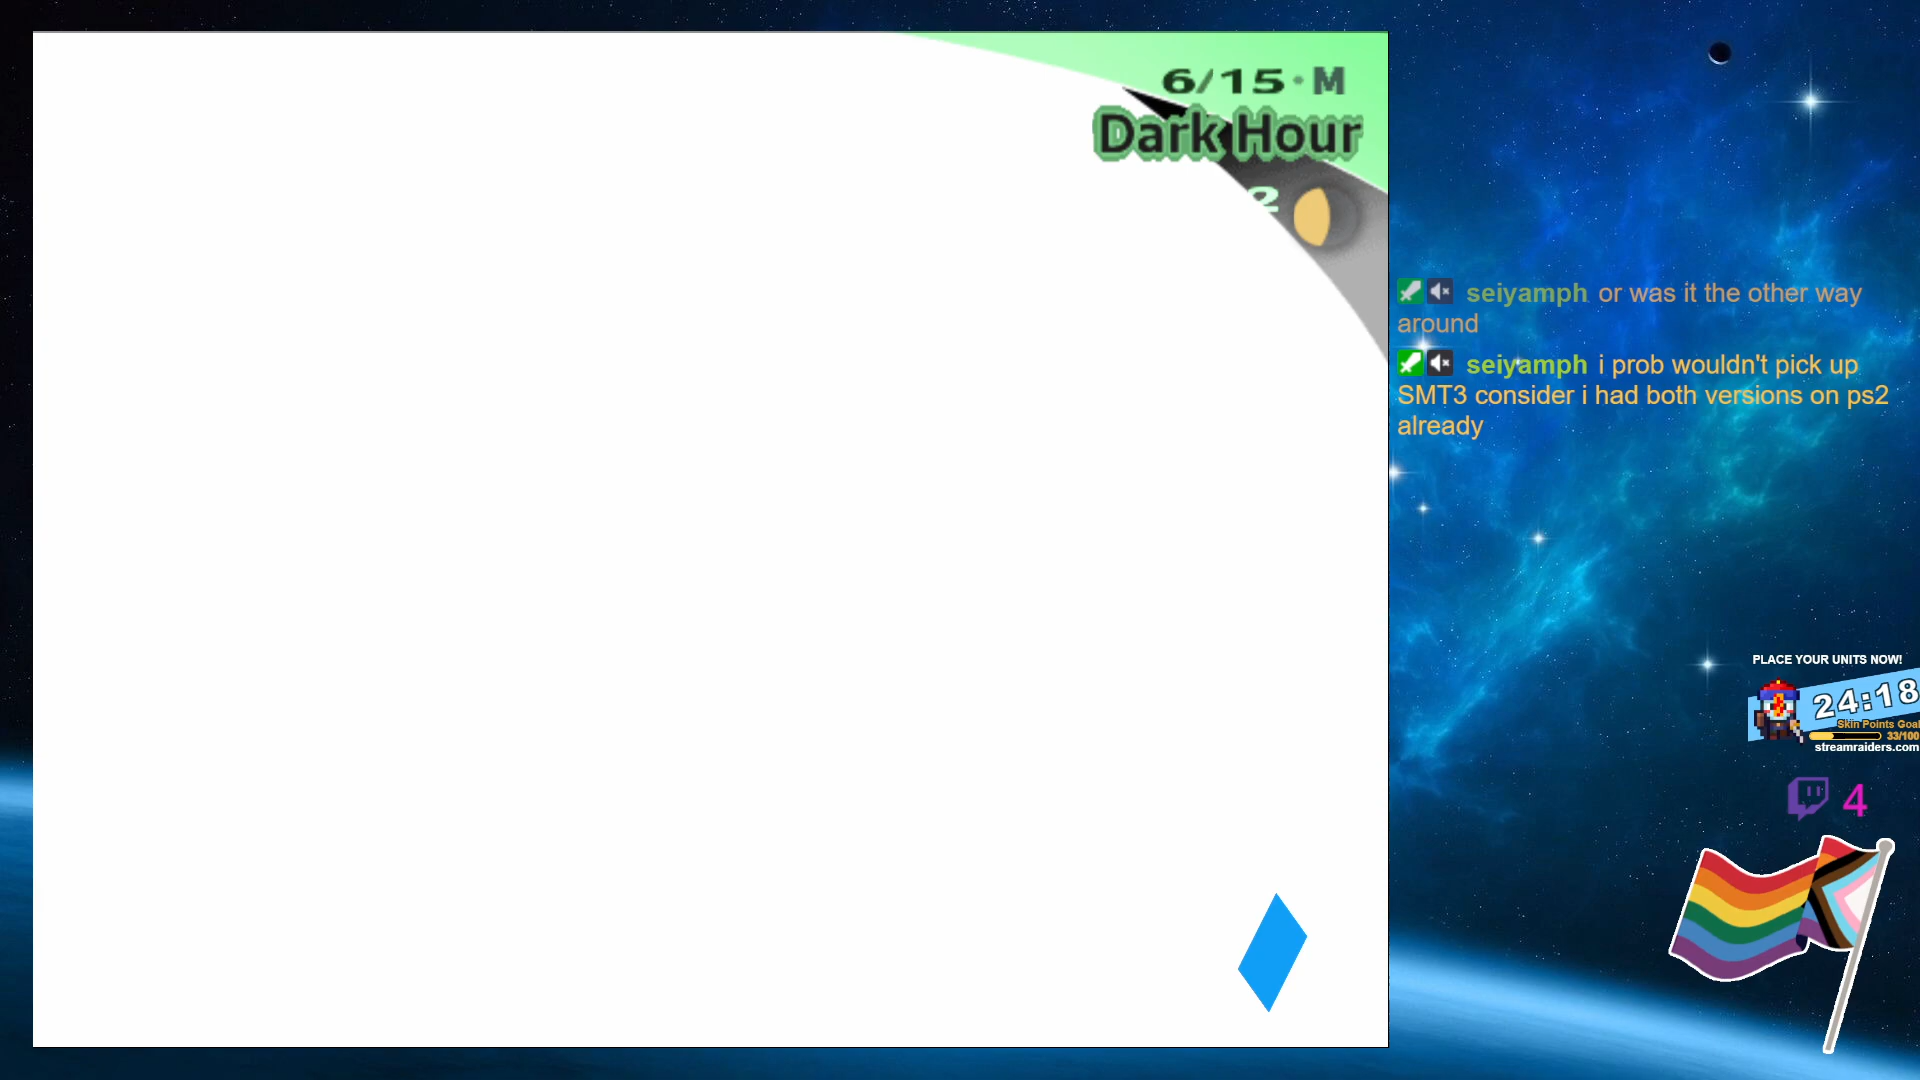 6/15·M
Dark Hour
2
seiyamph or was it the other way
around
seiyamph i prob wouldn't pick up
SMT3 consider i had both versions on ps2
already
PLACE YOUR UNITS NOW!
24:18
Skin Points Goal
33/100
streamraiders.com
4